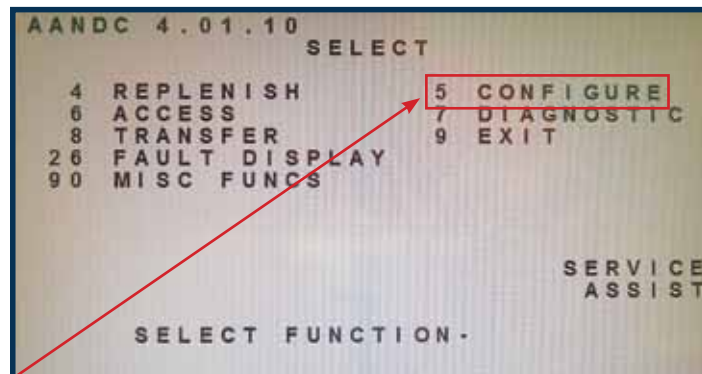 AANDC 4.01.10
SELECT
4 REPLENISH 5 CONFIGURE
6 ACCESS 7 DIAGNOSTIC
8 TRANSFER 9 EXIT
26 FAULT DISPLAY
90 MISC FUNCS
SERVICE
ASSIST
SELECT FUNCTION-